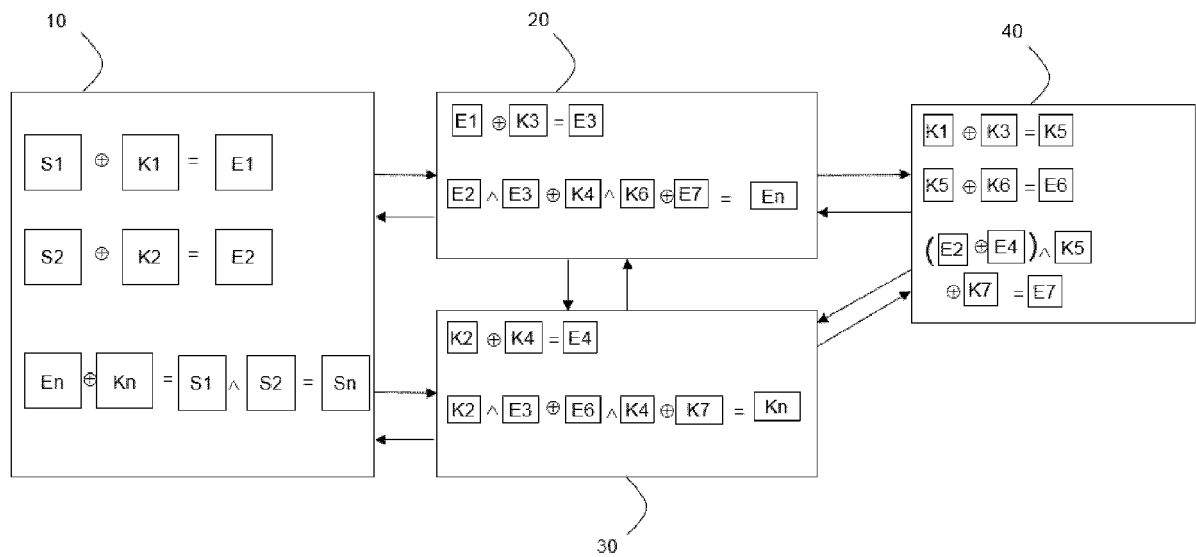 10
20
40
S1 ⊕ K1 = E1
S2 ⊕ K2 = E2
En ⊕ Kn = S1 ∧ S2 = Sn
E1 ⊕ K3 = E3
E2 ∧ E3 ⊕ K4 ∧ K6 ⊕ E7 = En
K2 ⊕ K4 = E4
K2 ∧ E3 ⊕ E6 ∧ K4 ⊕ K7 = Kn
K1 ⊕ K3 = K5
K5 ⊕ K6 = E6
(E2 ⊕ E4) ∧ K5
⊕ K7 = E7
30